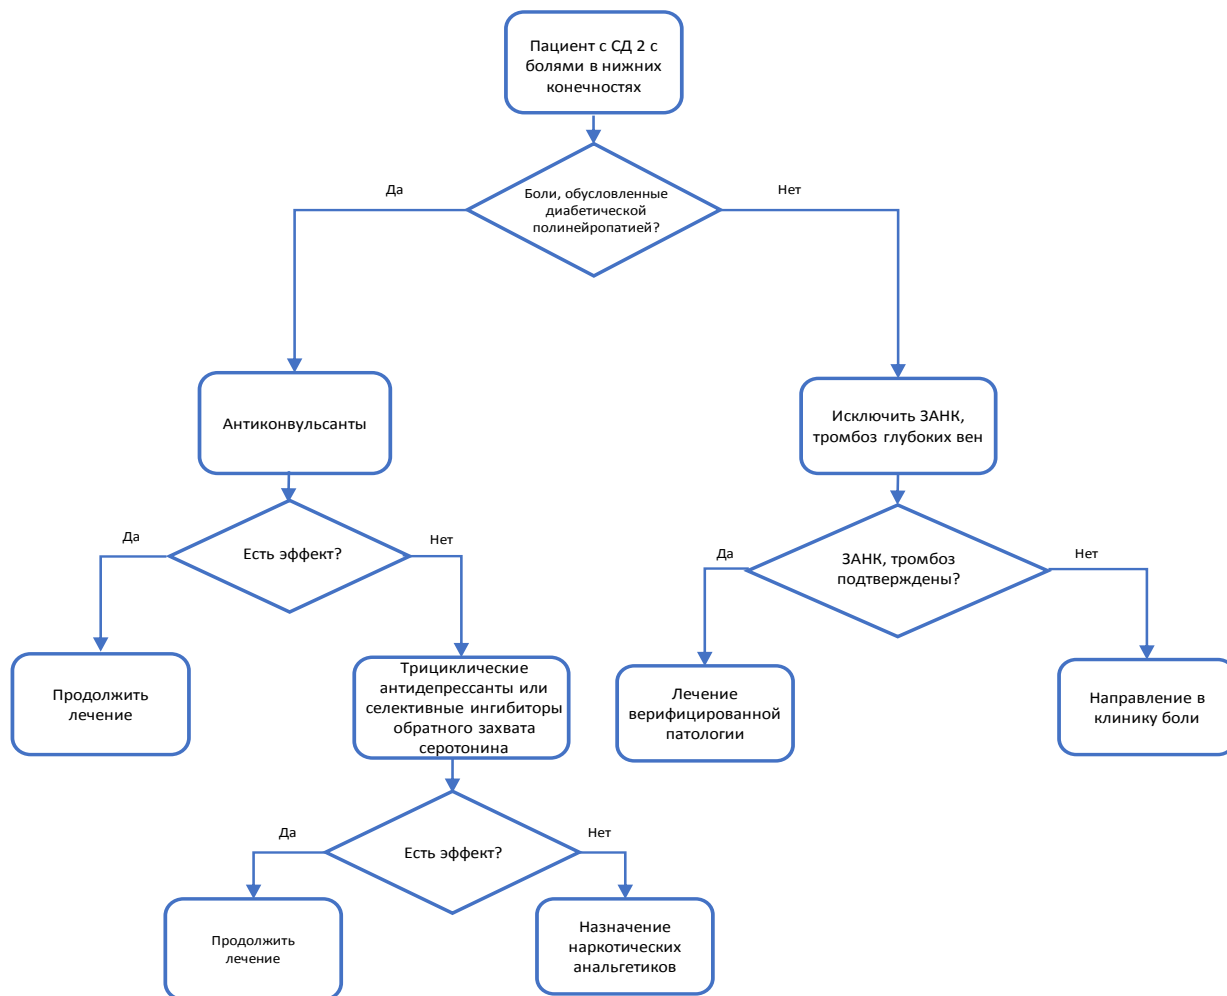 Пациент с СД 2 с
болями в нижних
конечностях
Да
Нет
Боли, обусловленные
диабетической
полинейропатией?
Антиконвульсанты
Исключить ЗАНК,
тромбоз глубоких вен
Да
Есть эффект?
Нет
Да
ЗАНК, тромбоз
подтверждены?
Нет
Продолжить
лечение
Трициклические
антидепрессанты или
селективные ингибиторы
обратного захвата
серотонина
Лечение
верифицированной
патологии
Направление в
клинику боли
Да
Есть эффект?
Нет
Продолжить
лечение
Назначение
наркотических
анальгетиков